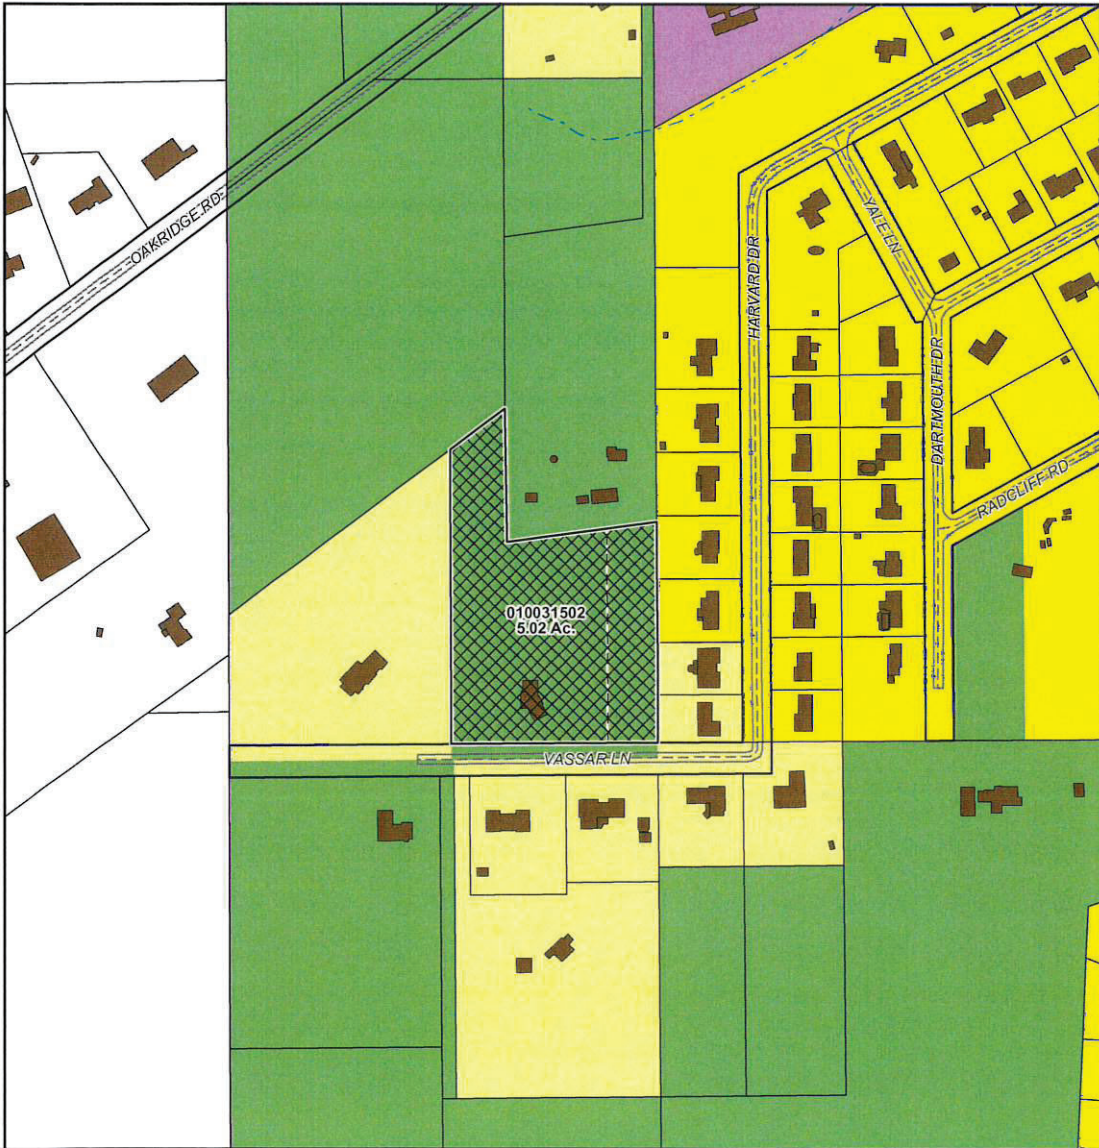 OAKRIDGE RD
HARVARD DR
YALE LN
DARTMOUTH DR
RADCLIFF RD
010031502
5.02 Ac.
VASSAR LN